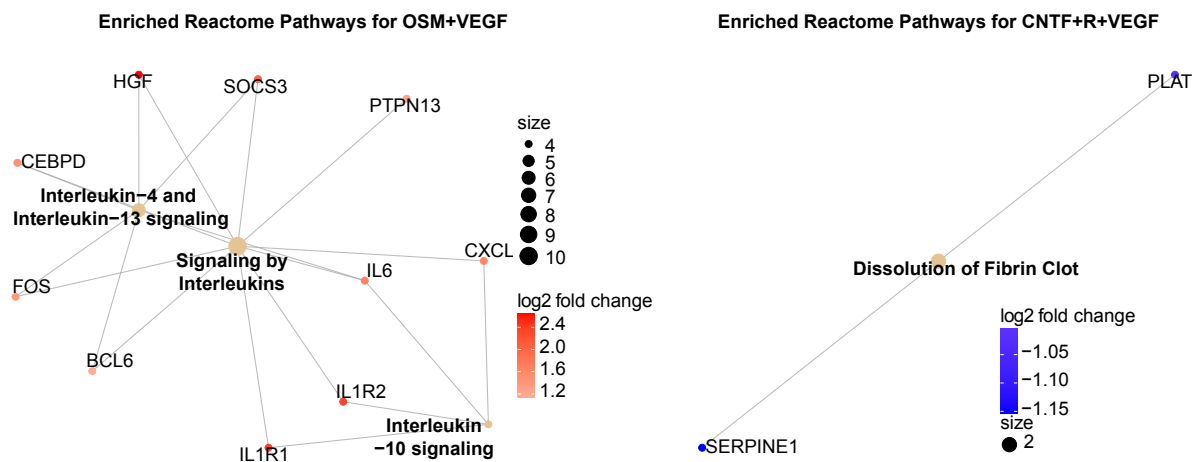 Enriched Reactome Pathways for OSM+VEGF
HGF
SOCS3
PTPN13
CEBPD
Interleukin−4 and
Interleukin−13 signaling
Signaling by
Interleukins
CXCL
IL6
FOS
BCL6
IL1R2
Interleukin
−10 signaling
IL1R1
size
4
5
6
7
8
9
10
log2 fold change
2.4
2.0
1.6
1.2
Enriched Reactome Pathways for CNTF+R+VEGF
PLAT
Dissolution of Fibrin Clot
SERPINE1
log2 fold change
−1.05
−1.10
−1.15
size
2